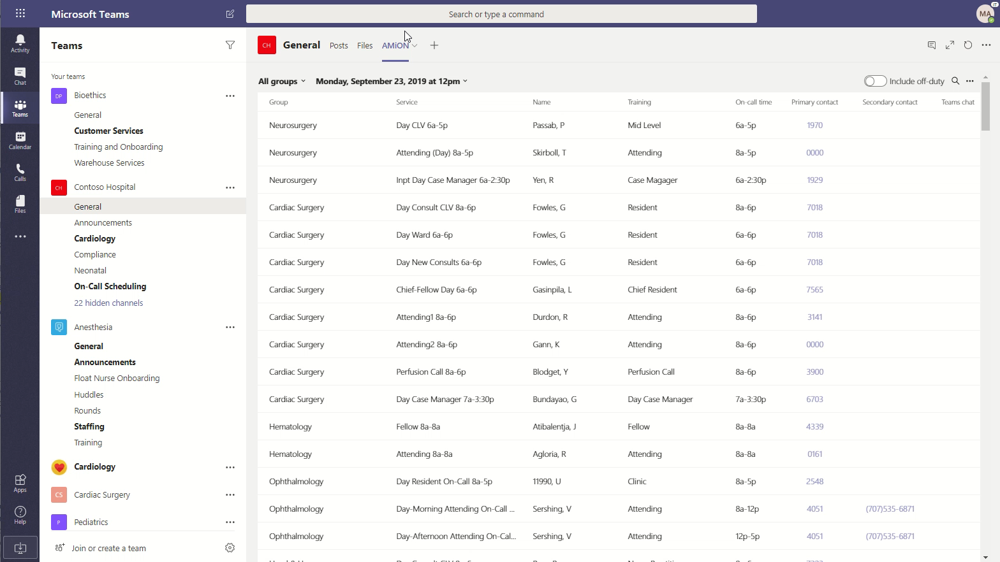 Microsoft Teams
Search or type a command
MA
IT
Activity
Chat
Teams
Calendar
Calls
Files
Apps
Help
Teams
Your teams
DP Bioethics
General
Customer Services
Training and Onboarding
Warehouse Services
CH Contoso Hospital
General
Announcements
Cardiology
Compliance
Neonatal
On-Call Scheduling
22 hidden channels
Anesthesia
General
Announcements
Float Nurse Onboarding
Huddles
Rounds
Staffing
Training
Cardiology
CS Cardiac Surgery
P Pediatrics
Join or create a team
CH General Posts Files AMiON
All groups Monday, September 23, 2019 at 12pm Include off-duty
Group Service Name Training On-call time Primary contact Secondary contact Teams chat
Neurosurgery Day CLV 6a-5p Passab, P Mid Level 6a-5p 1970
Neurosurgery Attending (Day) 8a-5p Skirboll, T Attending 8a-5p 0000
Neurosurgery Inpt Day Case Manager 6a-2:30p Yen, R Case Magager 6a-2:30p 1929
Cardiac Surgery Day Consult CLV 8a-6p Fowles, G Resident 8a-6p 7018
Cardiac Surgery Day Ward 6a-6p Fowles, G Resident 6a-6p 7018
Cardiac Surgery Day New Consults 6a-6p Fowles, G Resident 6a-6p 7018
Cardiac Surgery Chief-Fellow Day 6a-6p Gasinpila, L Chief Resident 6a-6p 7565
Cardiac Surgery Attending1 8a-6p Durdon, R Attending 8a-6p 3141
Cardiac Surgery Attending2 8a-6p Gann, K Attending 8a-6p 0000
Cardiac Surgery Perfusion Call 8a-6p Blodget, Y Perfusion Call 8a-6p 3900
Cardiac Surgery Day Case Manager 7a-3:30p Bundayao, G Day Case Manager 7a-3:30p 6703
Hematology Fellow 8a-8a Atibalentja, J Fellow 8a-8a 4339
Hematology Attending 8a-8a Agloria, R Attending 8a-8a 0161
Ophthalmology Day Resident On-Call 8a-5p 11990, U Clinic 8a-5p 2548
Ophthalmology Day-Morning Attending On-Call ... Sershing, V Attending 8a-12p 4051 (707)535-6871
Ophthalmology Day-Afternoon Attending On-Cal... Sershing, V Attending 12p-5p 4051 (707)535-6871